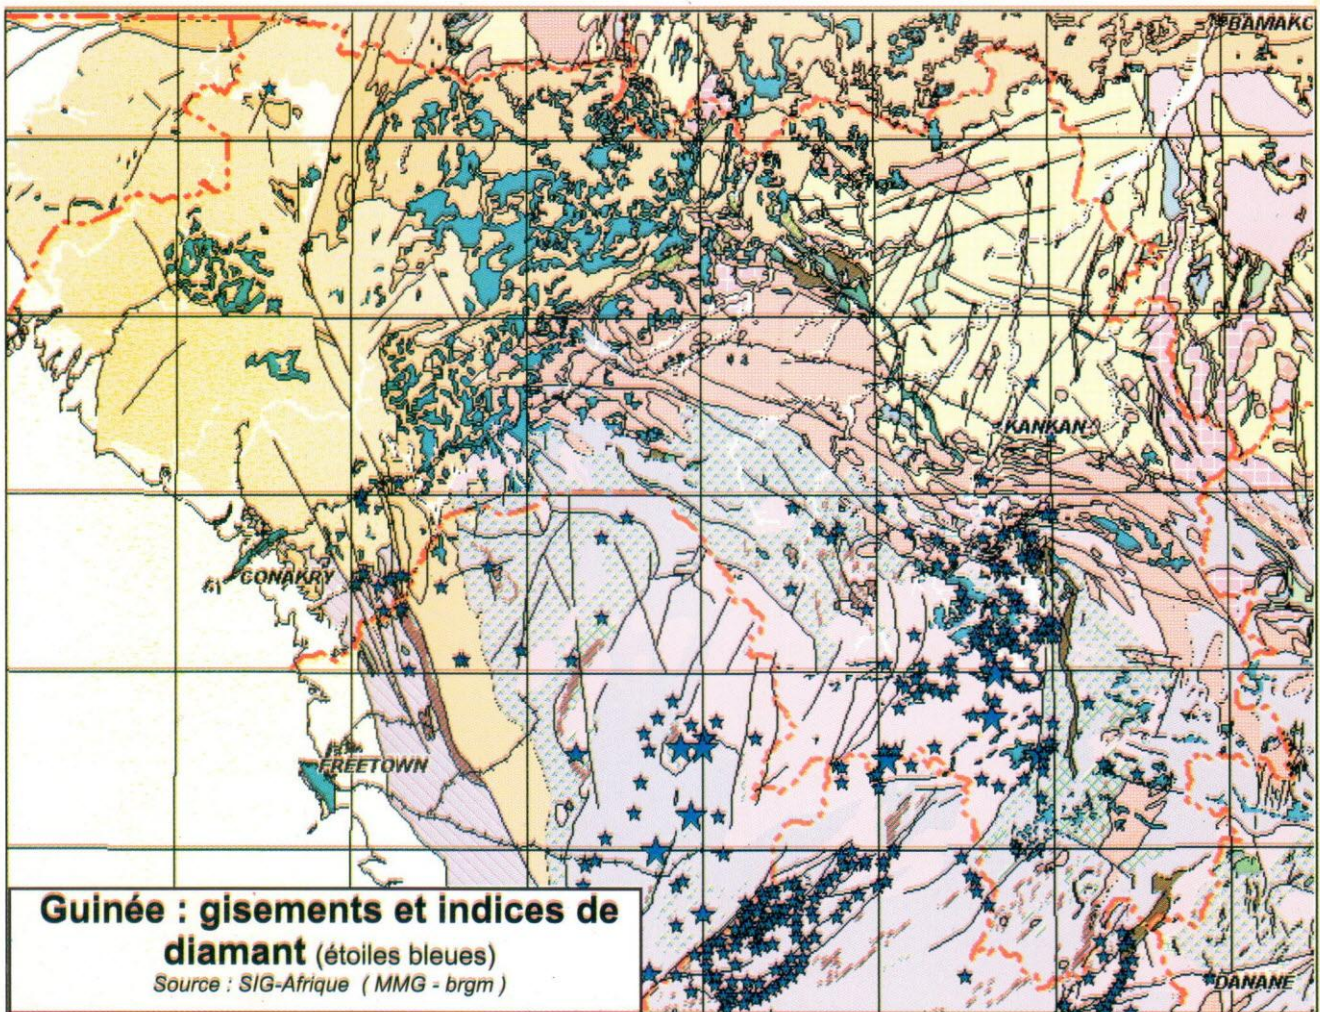 BAMAKO
KANKAN
CONAKRY
FREETOWN
Guinée : gisements et indices de
diamant (étoiles bleues)
Source : SIG-Afrique ( MMG - brgm )
DANANE